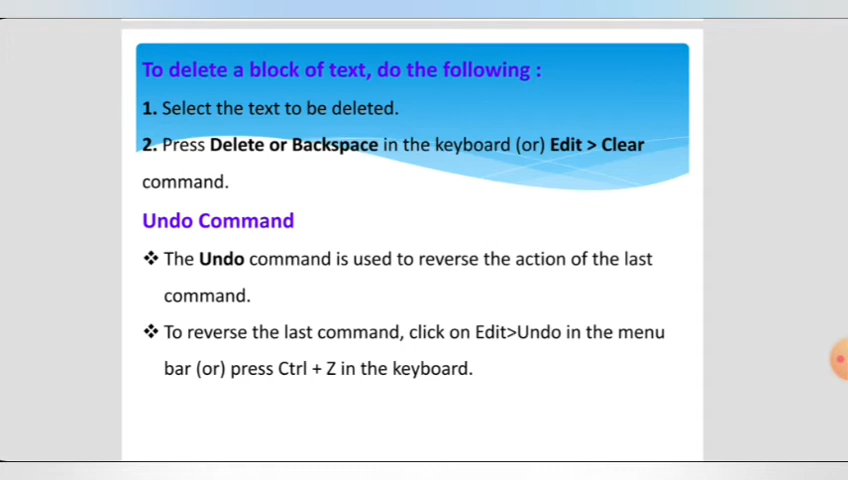 To delete a block of text, do the following :
1. Select the text to be deleted.
2. Press Delete or Backspace in the keyboard (or) Edit > Clear
command.
Undo Command
❖ The Undo command is used to reverse the action of the last
command.
❖ To reverse the last command, click on Edit>Undo in the menu
bar (or) press Ctrl + Z in the keyboard.